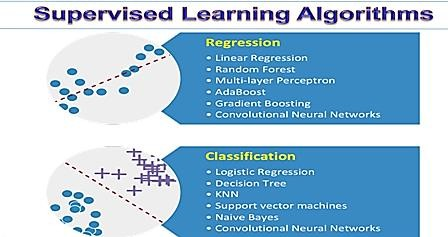 Supervised Learning Algorithms
Regression
• Linear Regression
• Random Forest
• Multi-layer Perceptron
• AdaBoost
• Gradient Boosting
• Convolutional Neural Networks
Classification
• Logistic Regression
• Decision Tree
• KNN
• Support vector machines
• Naive Bayes
• Convolutional Neural Networks